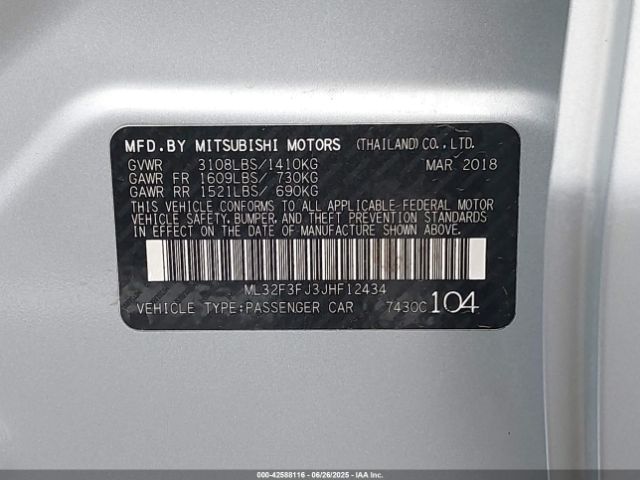 MFD.BY MITSUBISHI MOTORS (THAILAND) CO., LTD.
GVWR 3108LBS/1410KG MAR 2018
GAWR FR 1609LBS/ 730KG
GAWR RR 1521LBS/ 690KG
THIS VEHICLE CONFORMS TO ALL APPLICABLE FEDERAL MOTOR
VEHICLE SAFETY, BUMPER, AND THEFT PREVENTION STANDARDS
IN EFFECT ON THE DATE OF MANUFACTURE SHOWN ABOVE.
ML32F3FJ3JHF12434
VEHICLE TYPE:PASSENGER CAR 7430C 104
000-42588116 - 06/26/2025 - IAA, Inc.